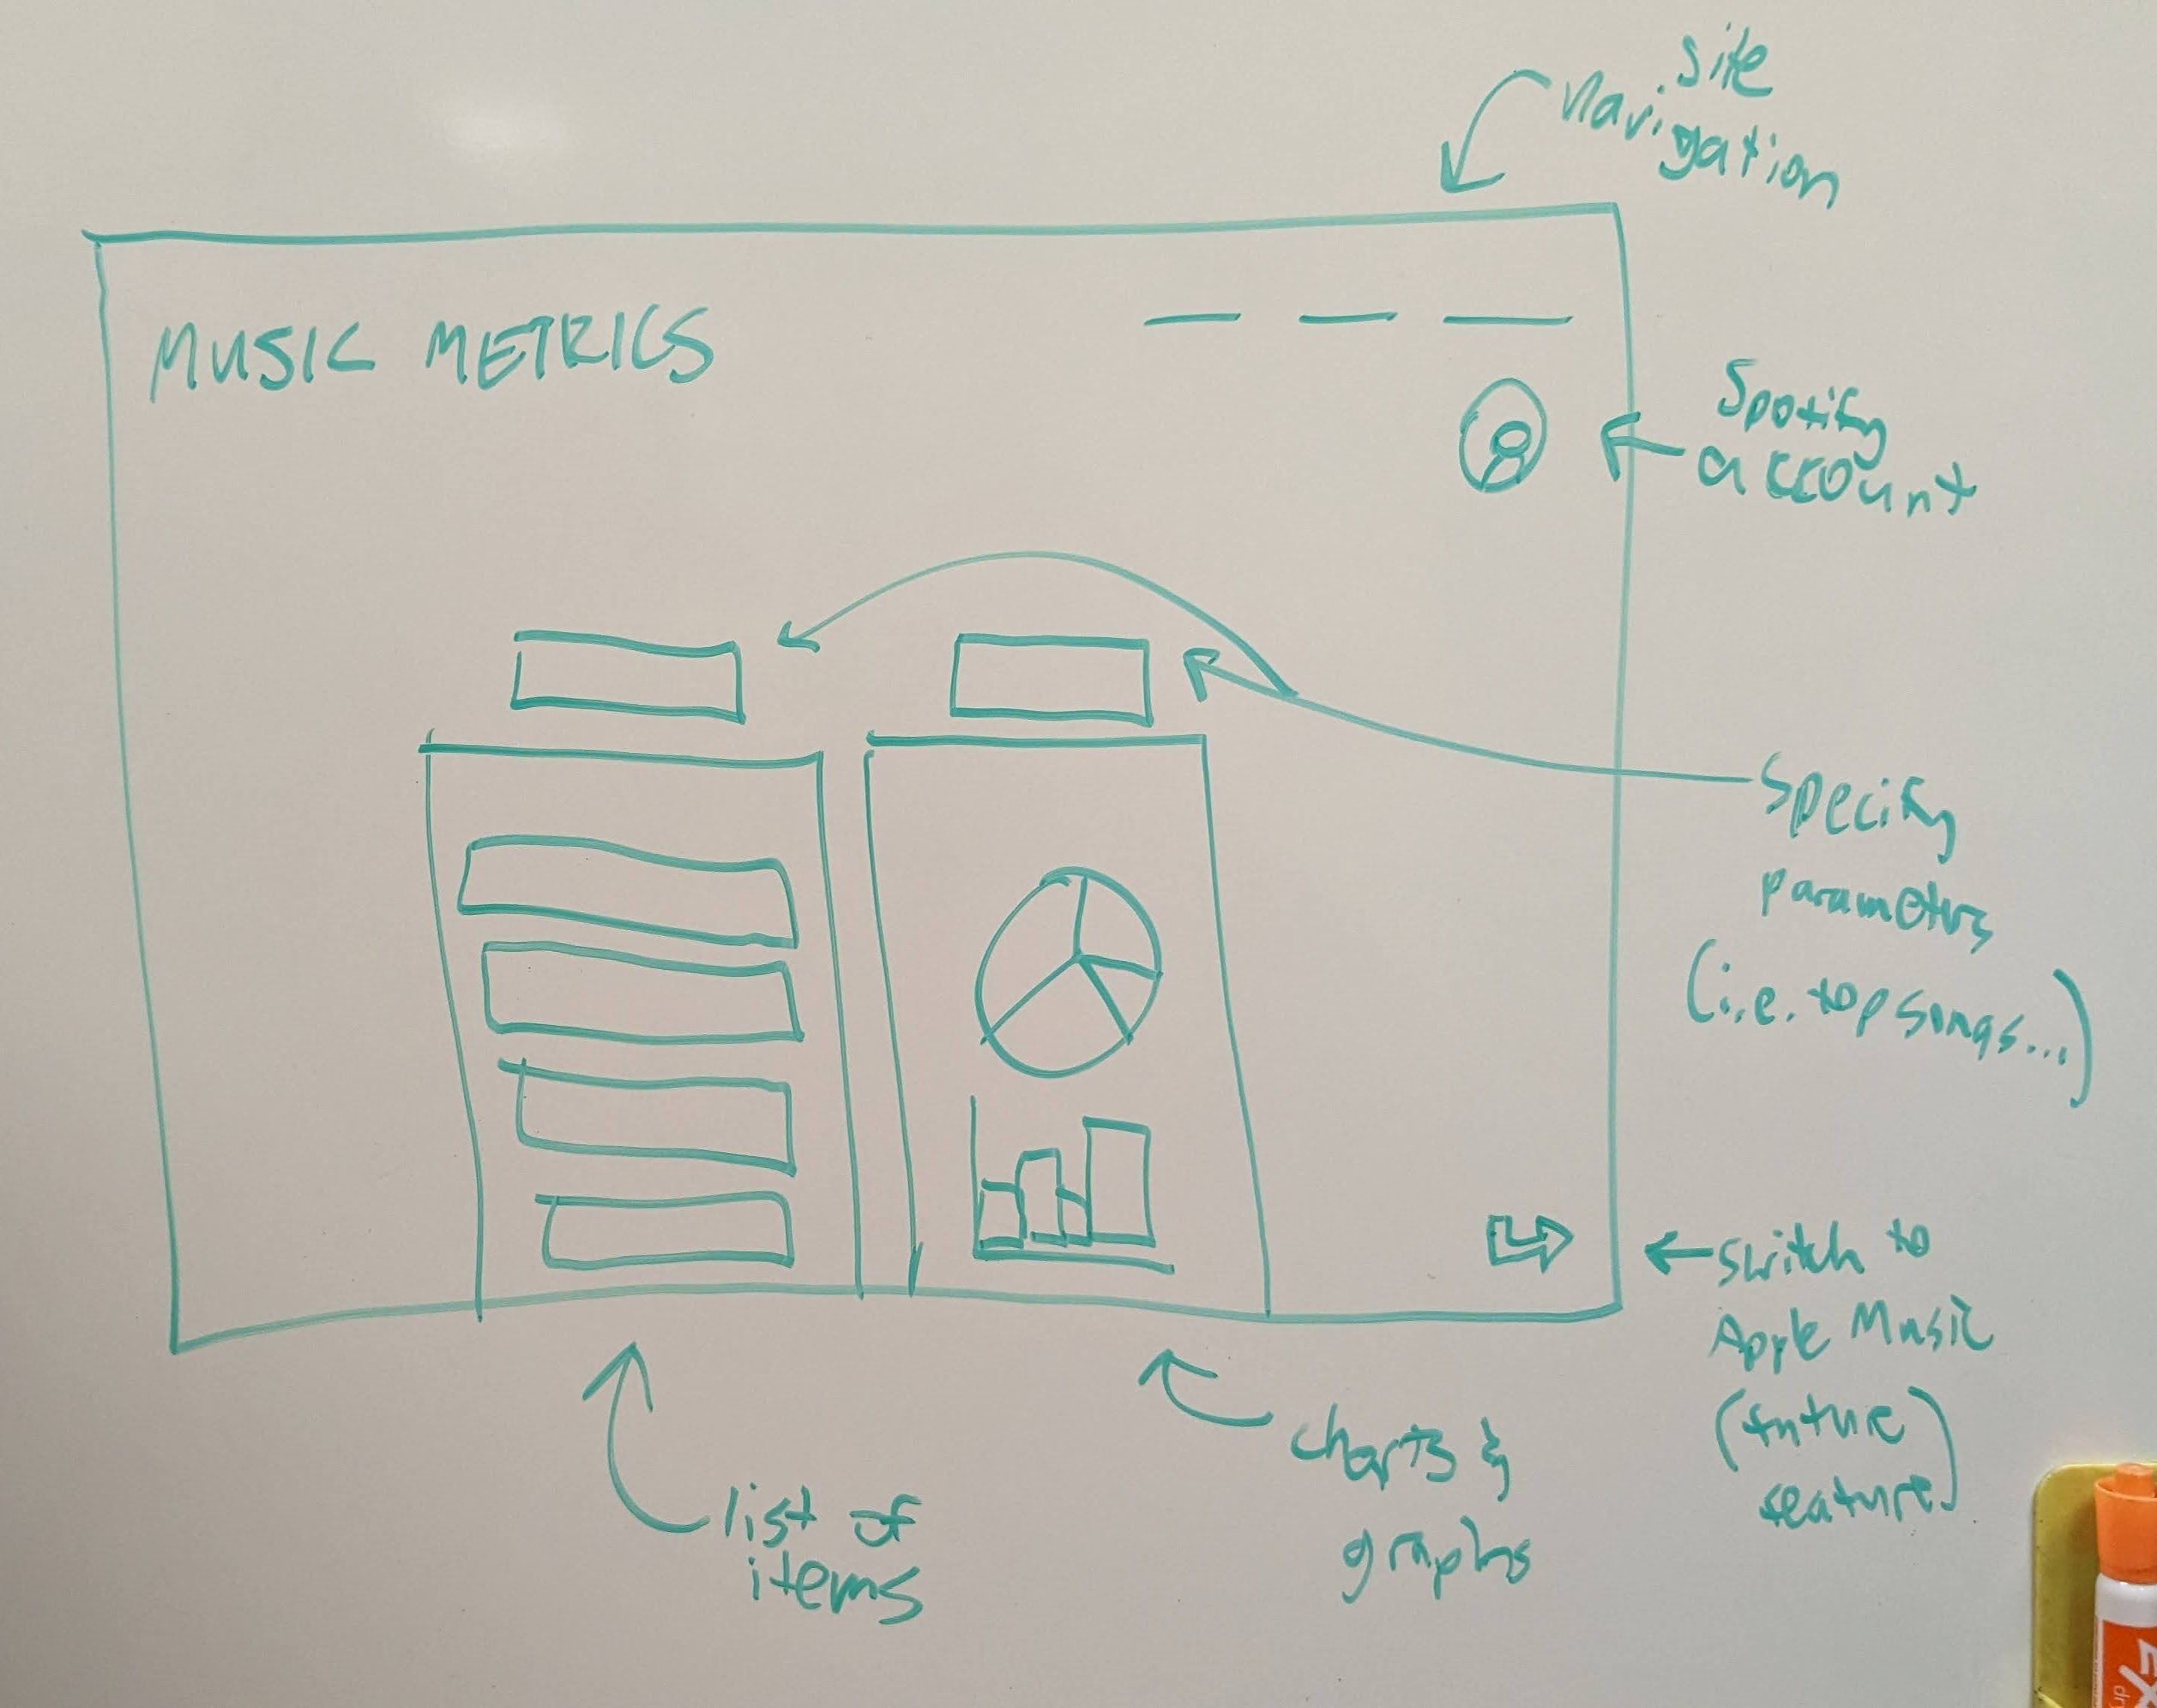 site
navigation
MUSIC METRICS
Spotify
account
Specify
parameters
(i.e. top songs...)
switch to
Apple Music
(future
feature)
charts &
graphs
list of
items